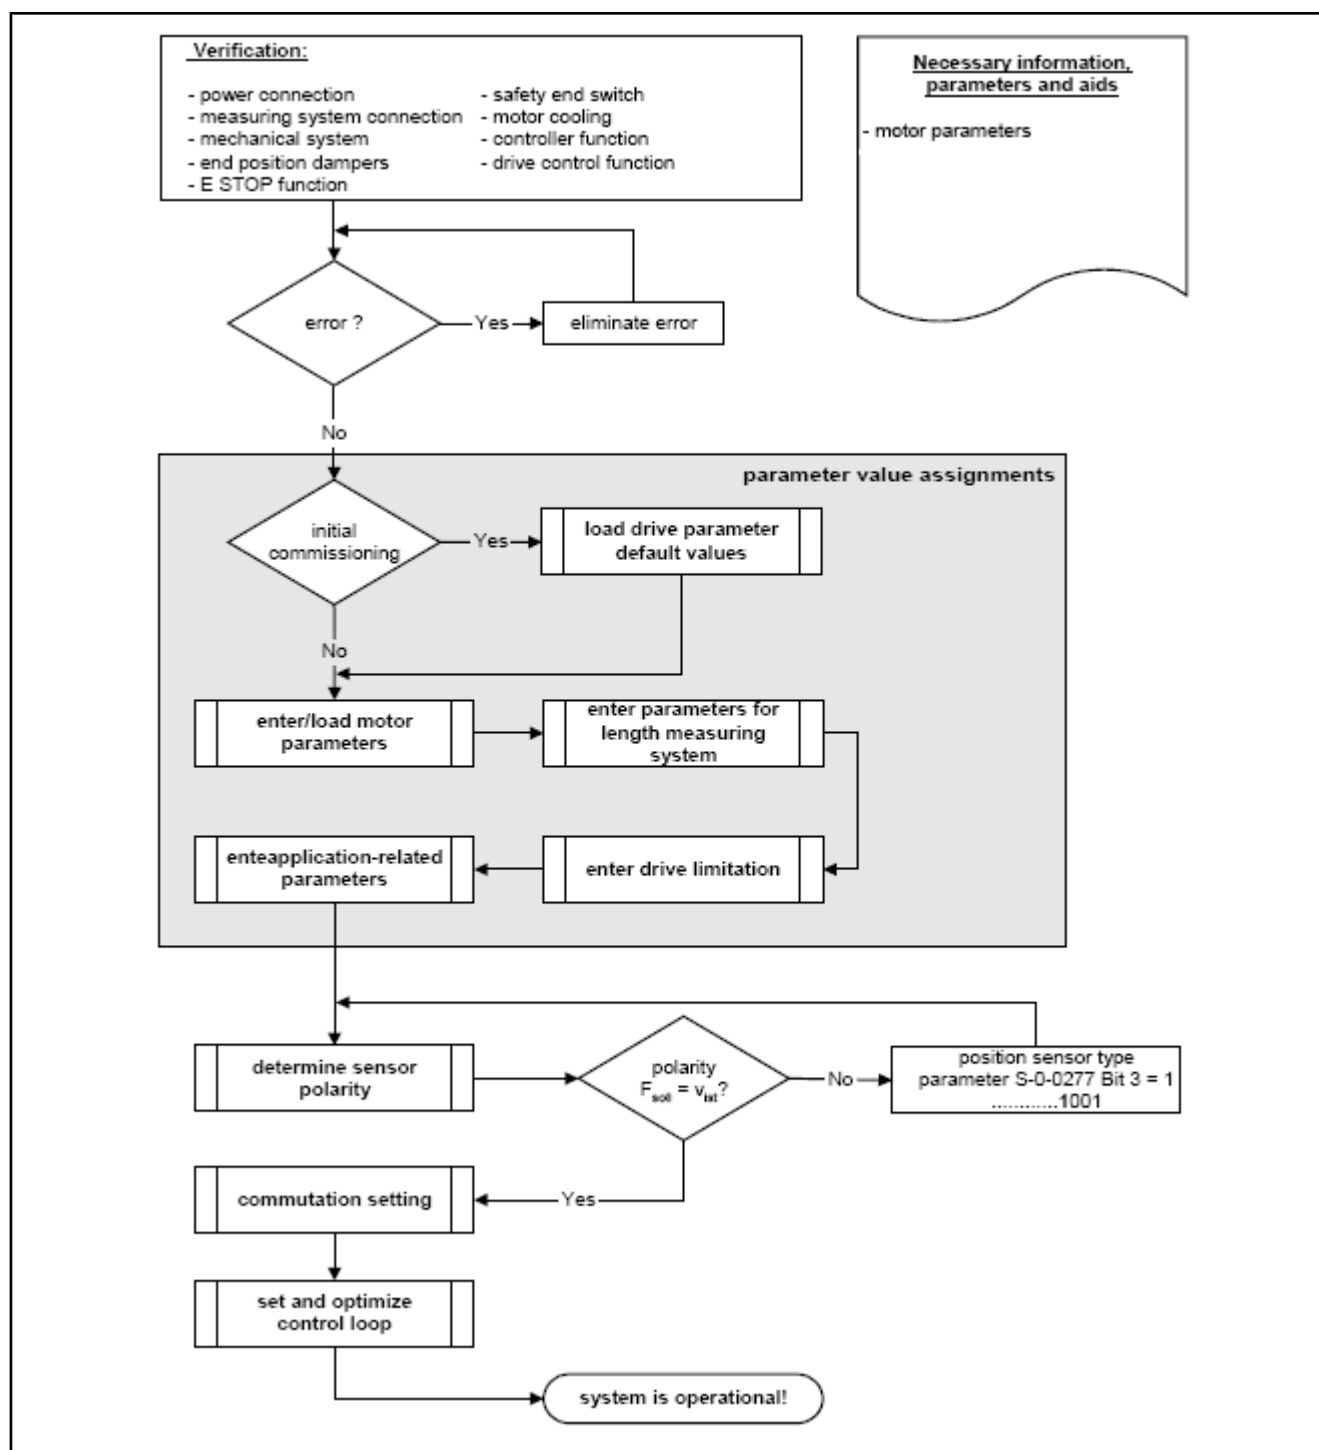 Verification:
- power connection
- measuring system connection
- mechanical system
- end position dampers
- E STOP function
- safety end switch
- motor cooling
- controller function
- drive control function
Necessary information,
parameters and aids
- motor parameters
error ?
Yes
eliminate error
No
parameter value assignments
initial
commissioning
Yes
load drive parameter
default values
No
enter/load motor
parameters
enter parameters for
length measuring
system
enteapplication-related
parameters
enter drive limitation
determine sensor
polarity
polarity
Fsoll = vist?
No
position sensor type
parameter S-0-0277 Bit 3 = 1
............1001
commutation setting
Yes
set and optimize
control loop
system is operational!